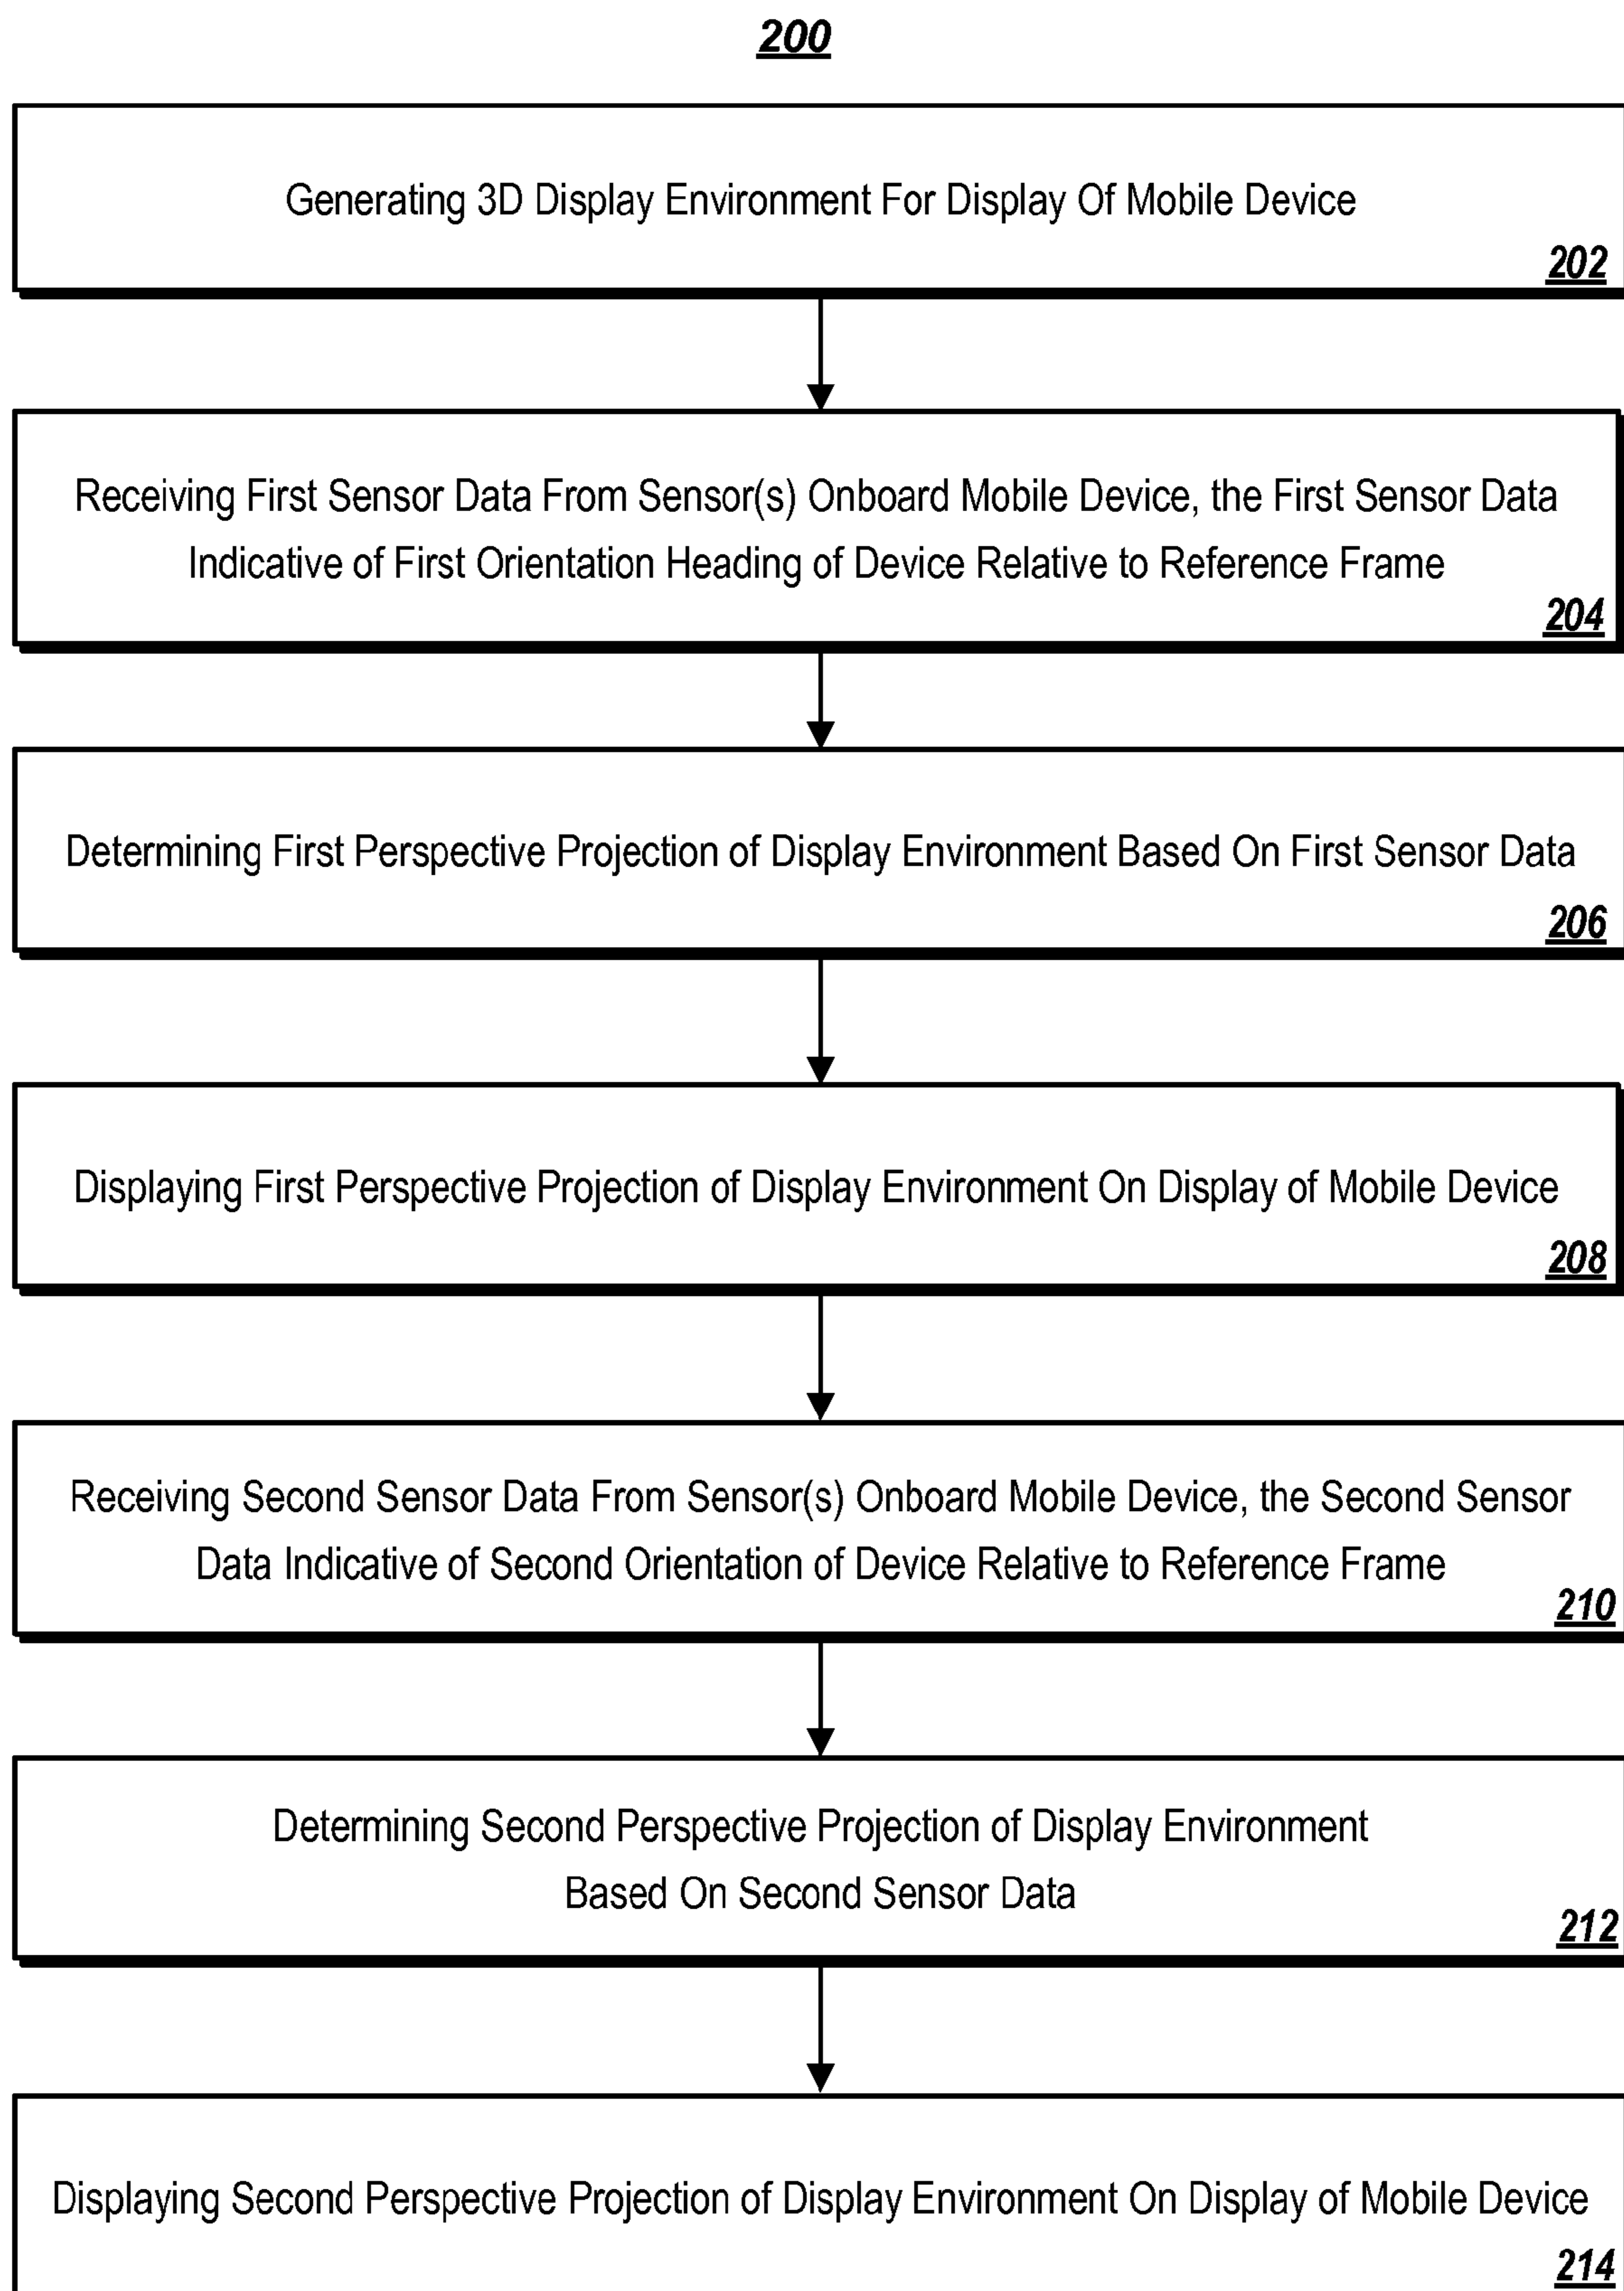 200
Generating 3D Display Environment For Display Of Mobile Device
202
Receiving First Sensor Data From Sensor(s) Onboard Mobile Device, the First Sensor Data
Indicative of First Orientation Heading of Device Relative to Reference Frame
204
Determining First Perspective Projection of Display Environment Based On First Sensor Data
206
Displaying First Perspective Projection of Display Environment On Display of Mobile Device
208
Receiving Second Sensor Data From Sensor(s) Onboard Mobile Device, the Second Sensor
Data Indicative of Second Orientation of Device Relative to Reference Frame
210
Determining Second Perspective Projection of Display Environment
Based On Second Sensor Data
212
Displaying Second Perspective Projection of Display Environment On Display of Mobile Device
214